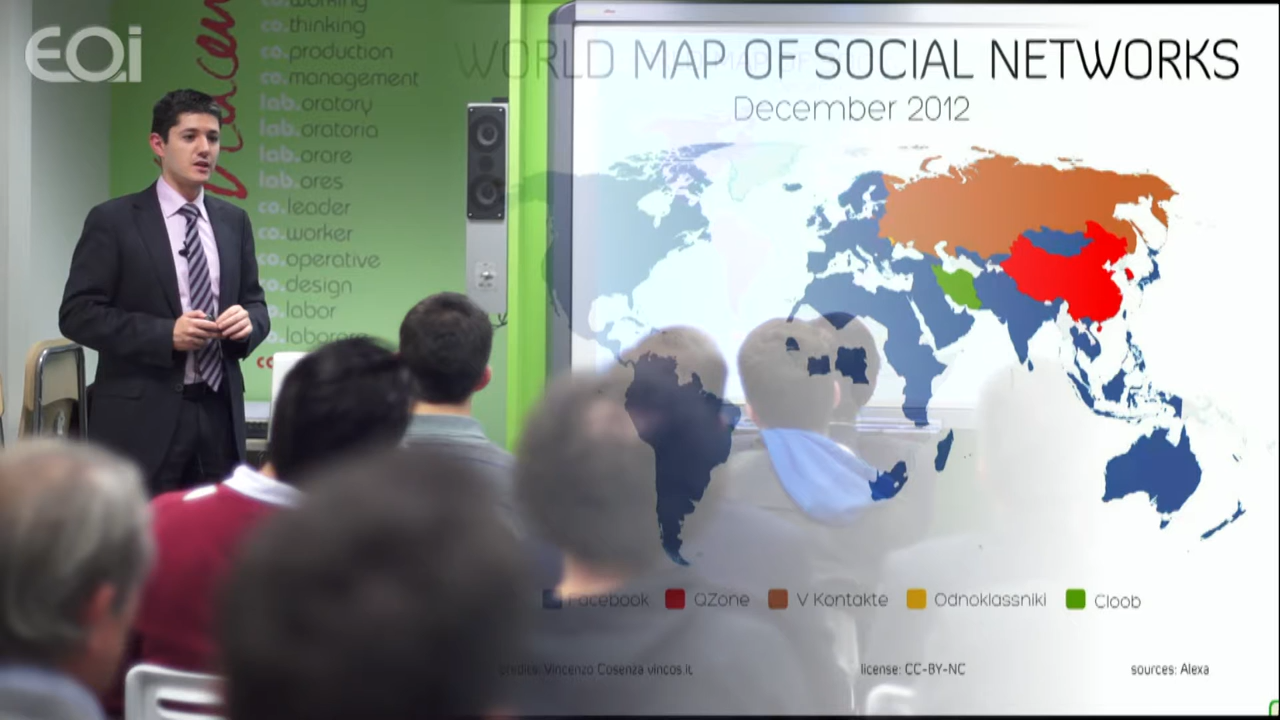 EOi
co.working
co.thinking
co.production
co.management
lab.oratory
lab.oratoria
lab.orare
lab.ores
co.leader
co.worker
co.operative
co.design
labor
WORLD MAP OF SOCIAL NETWORKS
December 2012
Facebook QZone V Kontakte Odnoklassniki Cloob
credits: Vincenzo Cosenza vincos.it license: CC-BY-NC sources: Alexa